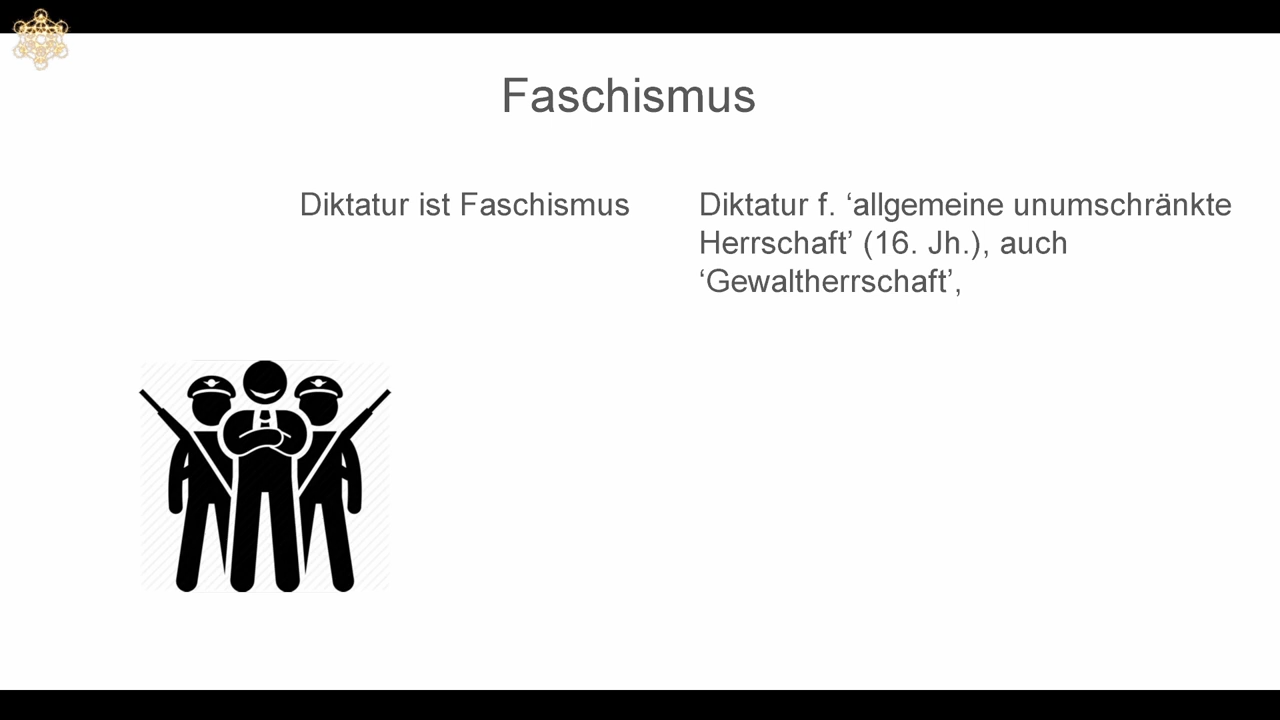 Faschismus
Diktatur ist Faschismus
Diktatur f. ‘allgemeine unumschränkte
Herrschaft’ (16. Jh.), auch
‘Gewaltherrschaft’,